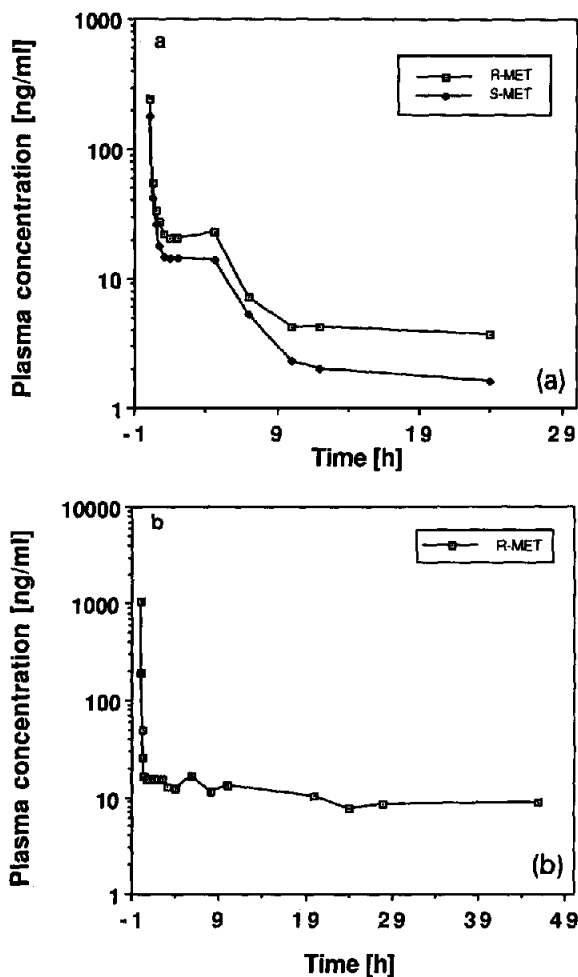 1000
a
R-MET
S-MET
100
Plasma concentration [ng/ml]
10
(a)
1
-1 9 19 29
Time [h]
10000
b
R-MET
1000
Plasma concentration [ng/ml]
100
10
(b)
1
-1 9 19 29 39 49
Time [h]